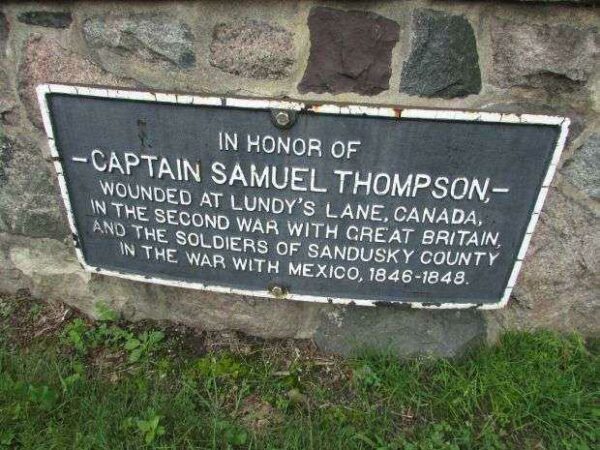 IN HONOR OF
-CAPTAIN SAMUEL THOMPSON,-
WOUNDED AT LUNDY'S LANE, CANADA,
IN THE SECOND WAR WITH GREAT BRITAIN,
AND THE SOLDIERS OF SANDUSKY COUNTY
IN THE WAR WITH MEXICO, 1846-1848.